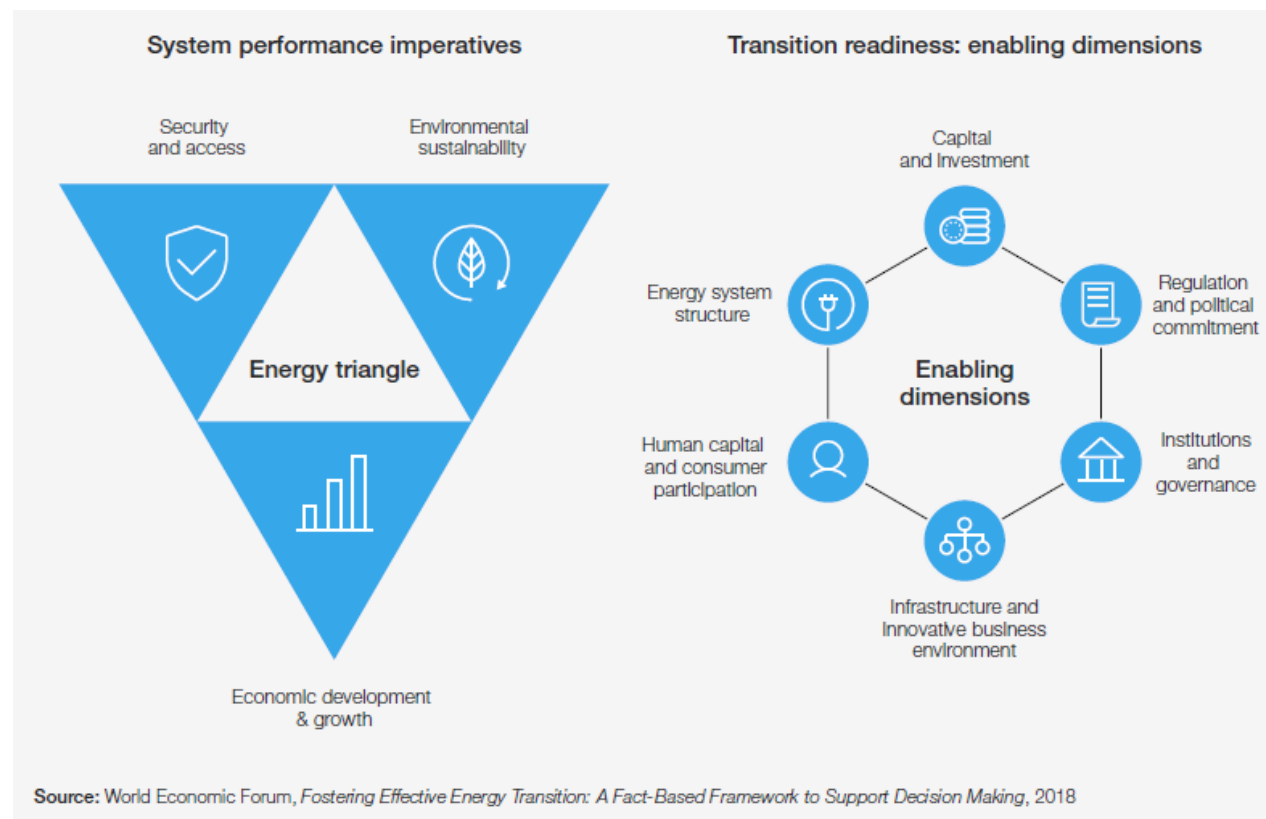 System performance imperatives
Security
and access
Environmental
sustainability
Energy triangle
Economic development
& growth
Transition readiness: enabling dimensions
Capital
and investment
Energy system
structure
Regulation
and political
commitment
Enabling
dimensions
Human capital
and consumer
participation
Institutions
and
governance
Infrastructure and
innovative business
environment
Source: World Economic Forum, Fostering Effective Energy Transition: A Fact-Based Framework to Support Decision Making, 2018